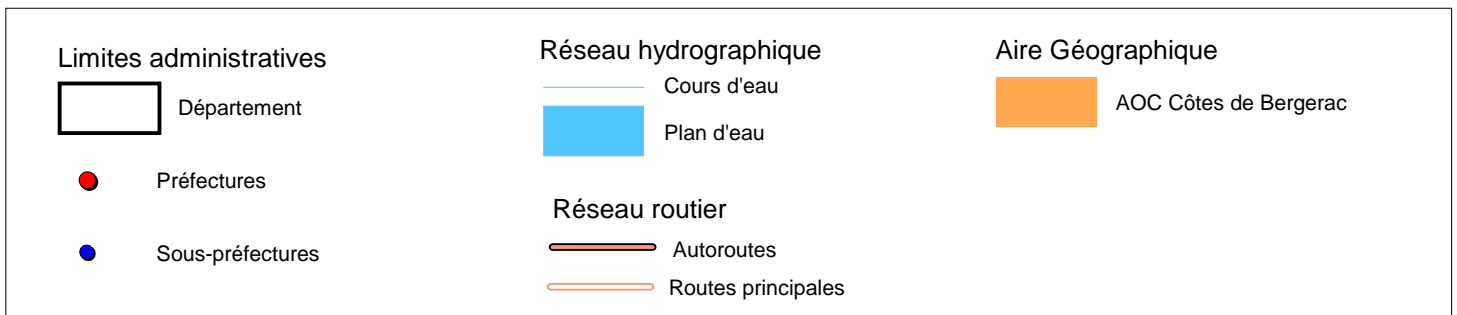 Limites administratives
Département
Préfectures
Sous-préfectures
Réseau hydrographique
Cours d'eau
Plan d'eau
Réseau routier
Autoroutes
Routes principales
Aire Géographique
AOC Côtes de Bergerac